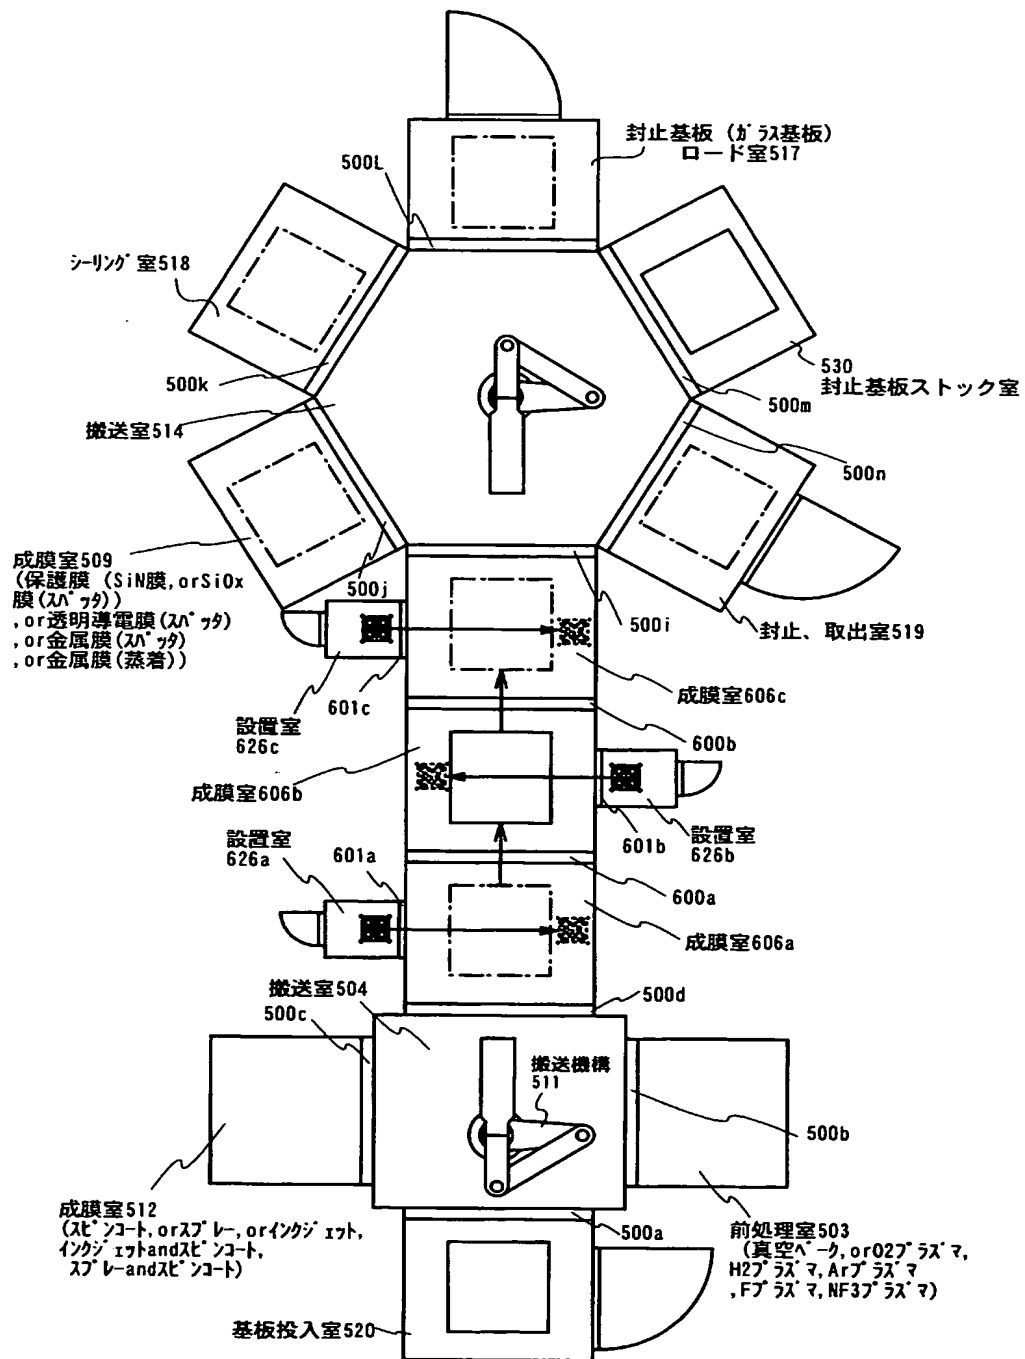 封止基板 (ガラス基板)
ロード室517
500L
シーリング室518
500k
搬送室514
530
封止基板ストック室
500m
500n
成膜室509
(保護膜 (SiN膜, orSiOx
膜(スパッタ))
, or透明導電膜(スパッタ)
, or金属膜(スパッタ)
, or金属膜(蒸着))
500j
500i
封止、取出室519
601c
設置室
626c
成膜室606c
600b
成膜室606b
設置室
626a
601a
601b
設置室
626b
600a
成膜室606a
搬送室504
500c
500d
搬送機構
511
500b
成膜室512
(スピンコート, orスプレー, orインクジェット,
インクジェットandスピンコート,
スプレーandスピンコート)
500a
前処理室503
(真空ベーク, orO2プラズマ,
H2プラズマ, Arプラズマ
, Fプラズマ, NF3プラズマ)
基板投入室520